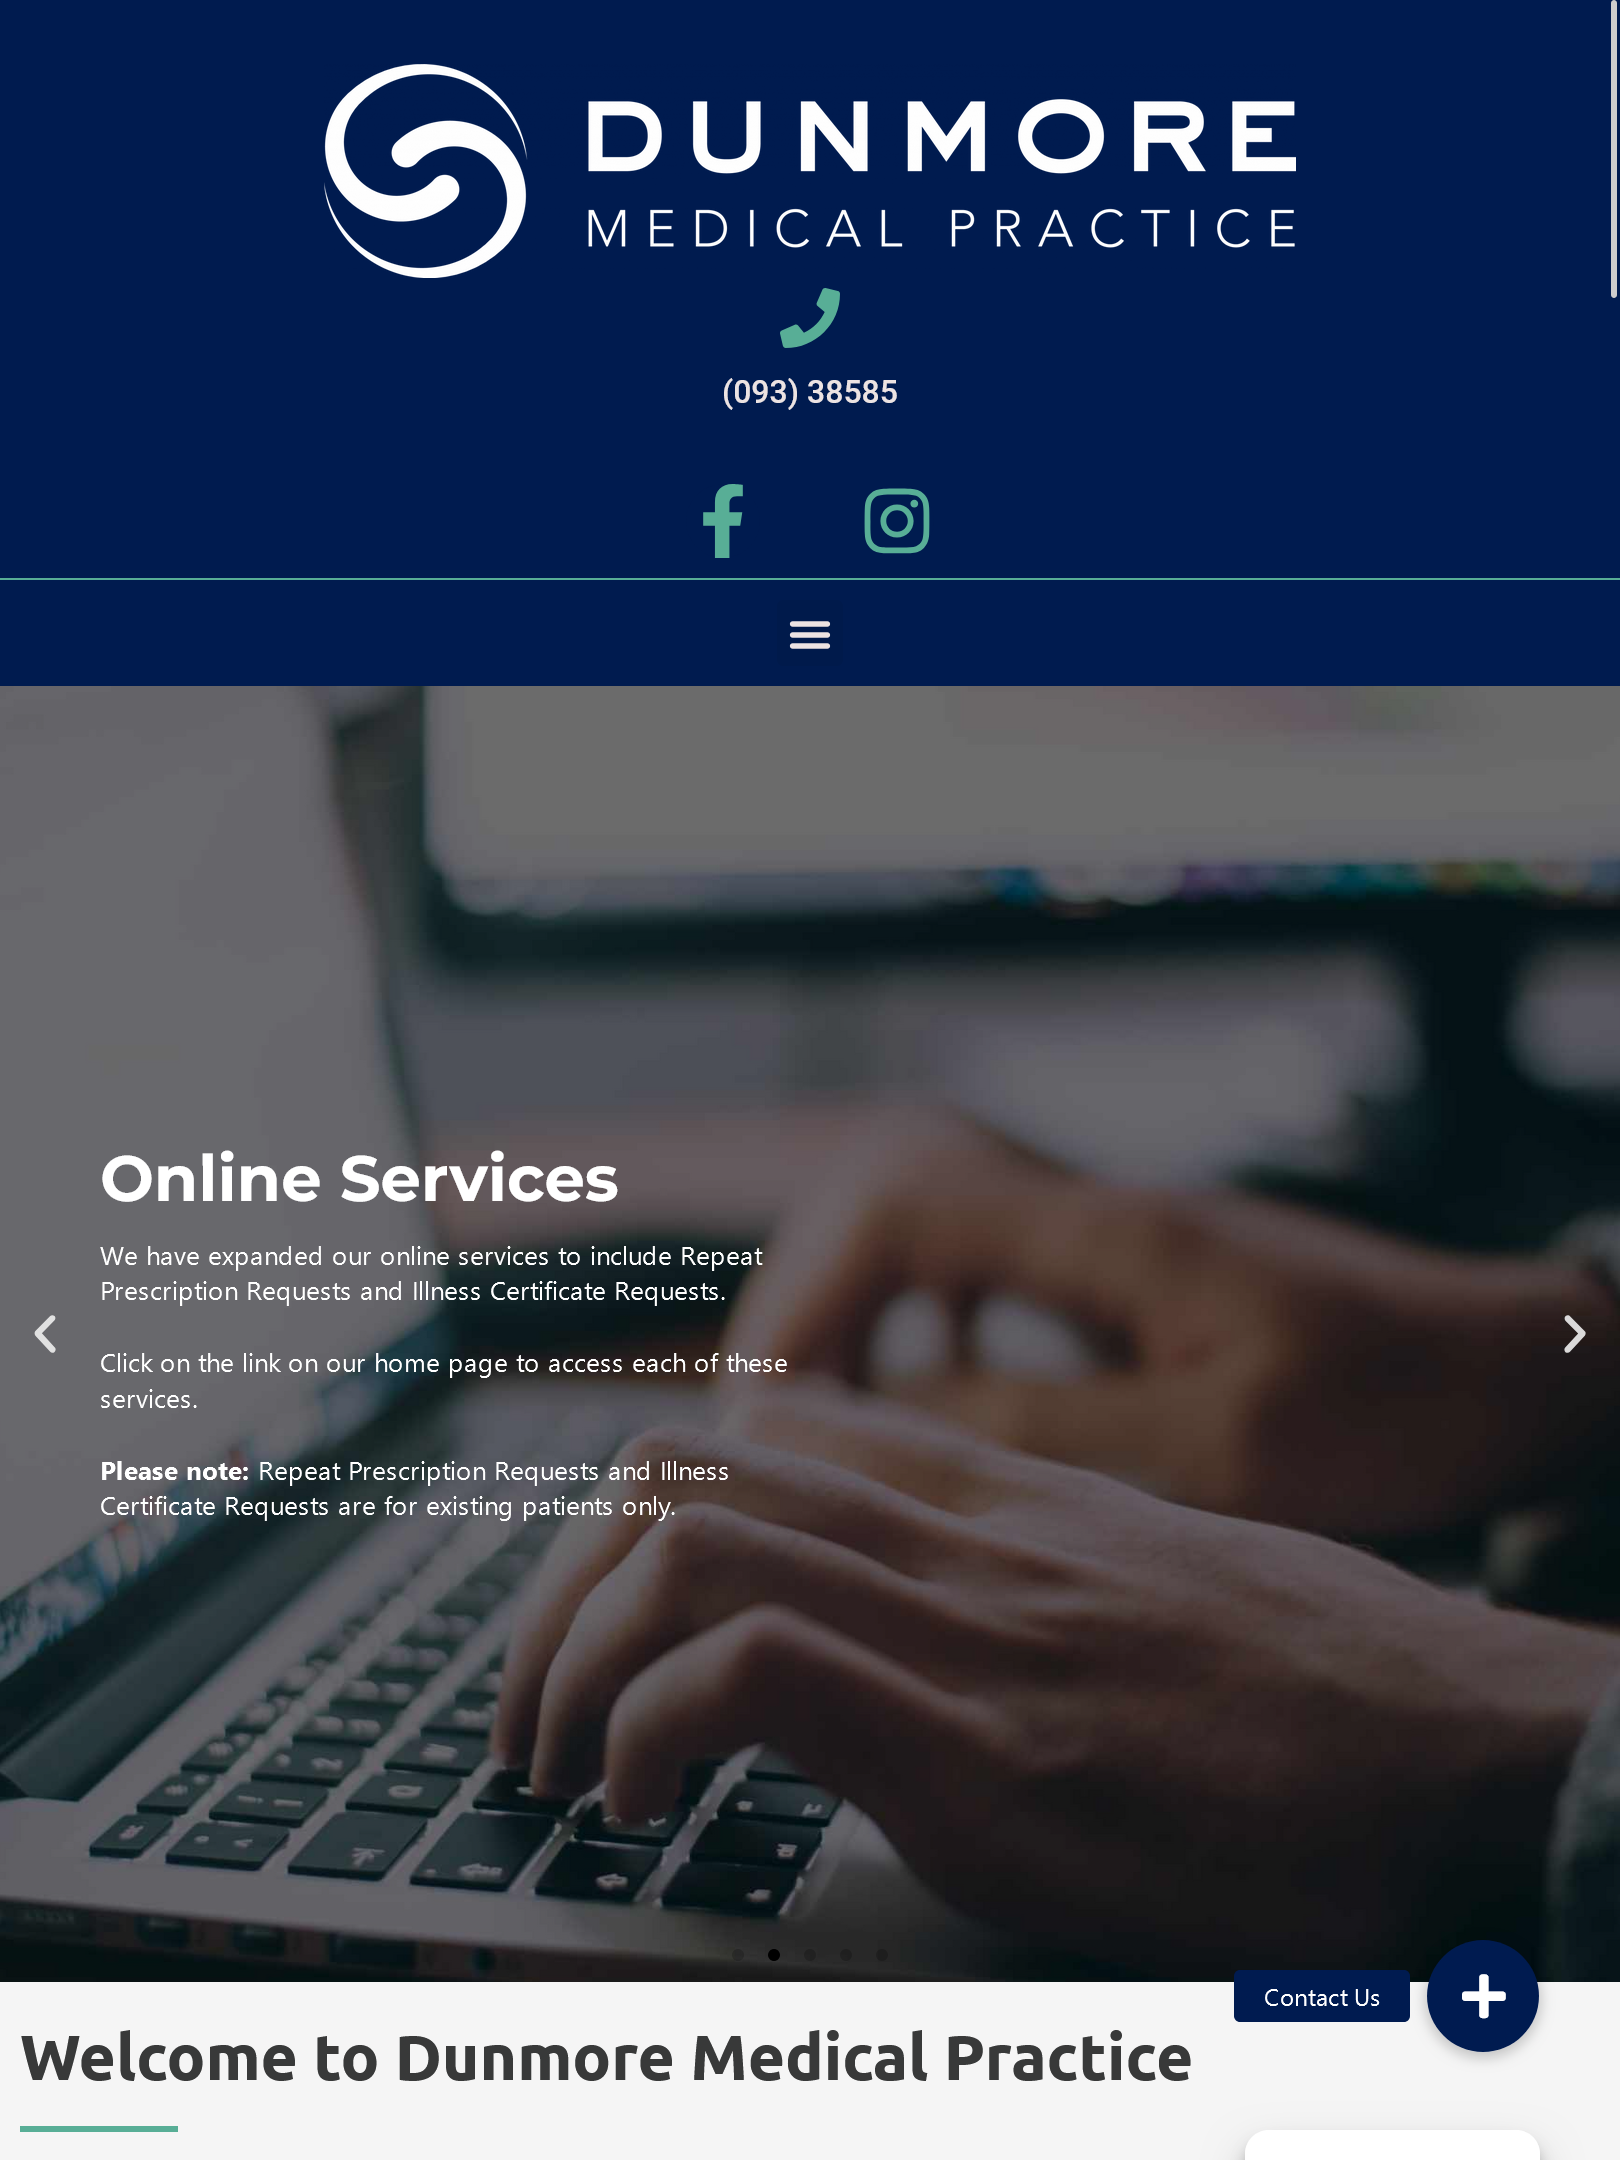 DUNMORE
MEDICAL PRACTICE
(093) 38585
Online Services
We have expanded our online services to include Repeat
Prescription Requests and Illness Certificate Requests.
Click on the link on our home page to access each of these
services.
Please note: Repeat Prescription Requests and Illness
Certificate Requests are for existing patients only.
Contact Us
Welcome to Dunmore Medical Practice